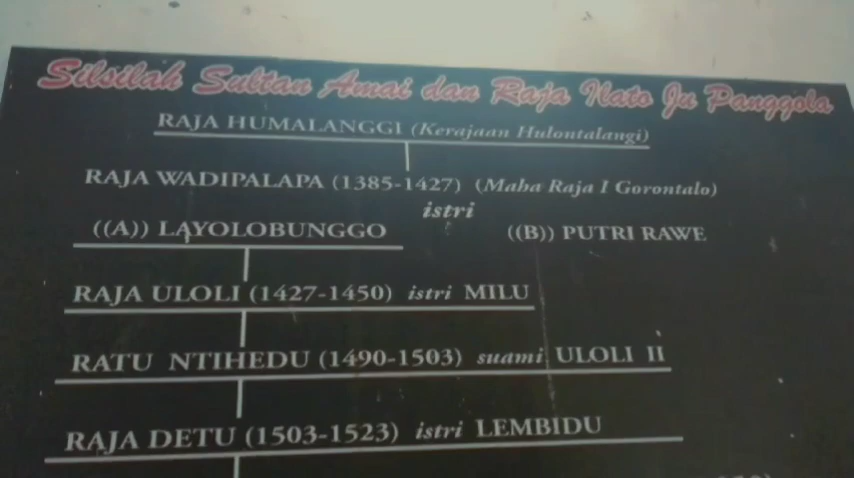 Silsilah Sultan Amai dan Raja Ilato Ju Panggola
RAJA HUMALANGGI (Kerajaan Hulontalangi)
RAJA WADIPALAPA (1385-1427) (Maha Raja I Gorontalo)
istri
((A)) LAYOLOBUNGGO ((B)) PUTRI RAWE
RAJA ULOLI (1427-1450) istri MILU
RATU NTIHEDU (1490-1503) suami ULOLI II
RAJA DETU (1503-1523) istri LEMBIDU